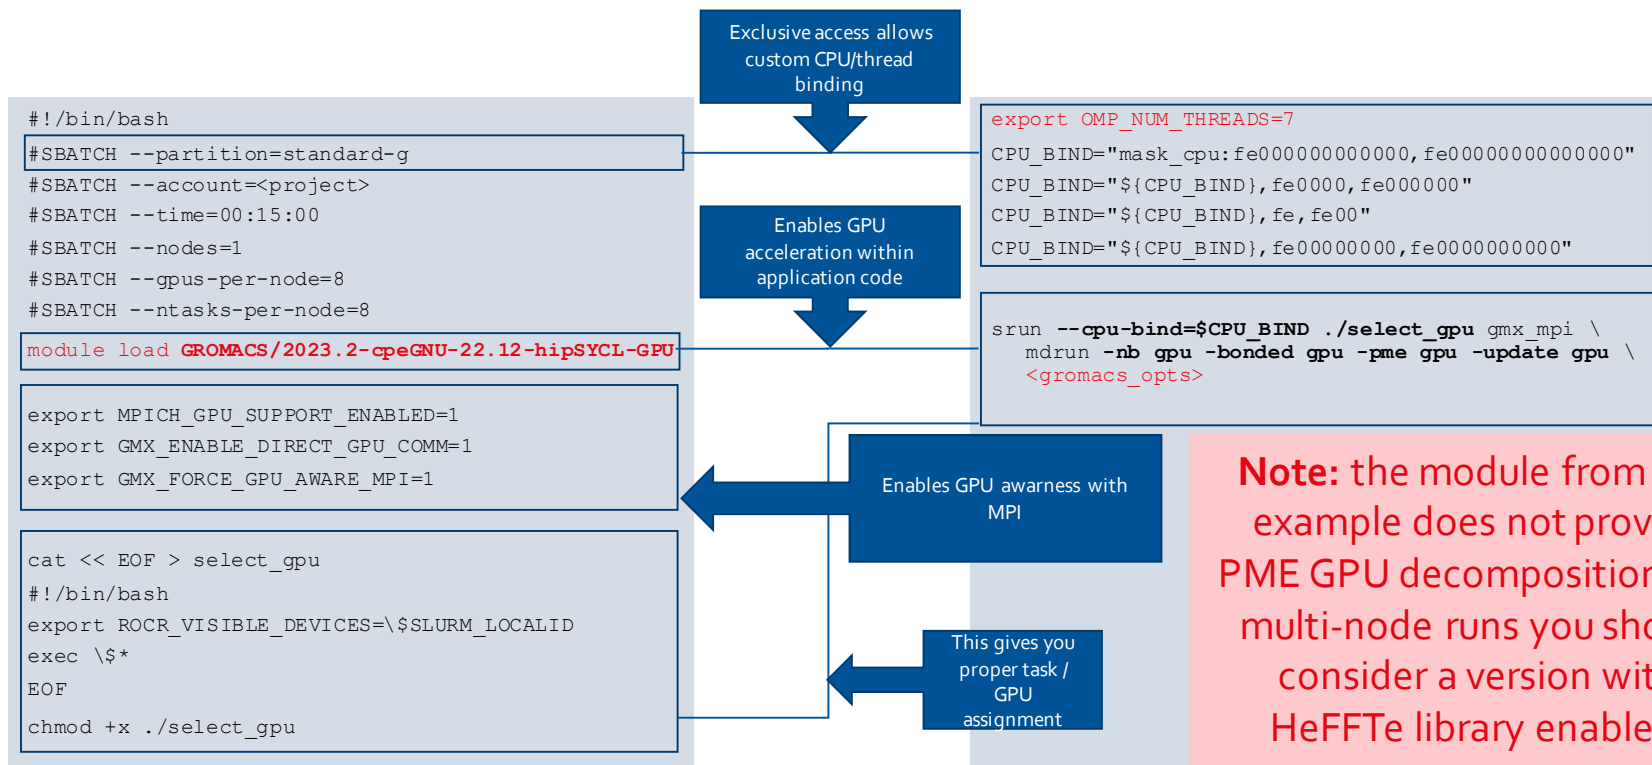 Exclusive access allows
custom CPU/thread
binding
#!/bin/bash
#SBATCH --partition=standard-g
#SBATCH --account=<project>
#SBATCH --time=00:15:00
#SBATCH --nodes=1
#SBATCH --gpus-per-node=8
#SBATCH --ntasks-per-node=8
module load GROMACS/2023.2-cpeGNU-22.12-hipSYCL-GPU
export MPICH_GPU_SUPPORT_ENABLED=1
export GMX_ENABLE_DIRECT_GPU_COMM=1
export GMX_FORCE_GPU_AWARE_MPI=1
cat << EOF > select_gpu
#!/bin/bash
export ROCR_VISIBLE_DEVICES=\$SLURM_LOCALID
exec \$*
EOF
chmod +x ./select_gpu
Enables GPU
acceleration within
application code
Enables GPU awarness with
MPI
This gives you
proper task /
GPU
assignment
export OMP_NUM_THREADS=7
CPU_BIND="mask_cpu:fe000000000000,fe00000000000000"
CPU_BIND="${CPU_BIND},fe0000,fe000000"
CPU_BIND="${CPU_BIND},fe,fe00"
CPU_BIND="${CPU_BIND},fe00000000,fe0000000000"
srun --cpu-bind=$CPU_BIND ./select_gpu gmx_mpi \
mdrun -nb gpu -bonded gpu -pme gpu -update gpu \
<gromacs_opts>
Note: the module from
example does not prov
PME GPU decomposition
multi-node runs you sho
consider a version wit
HeFFTe library enable